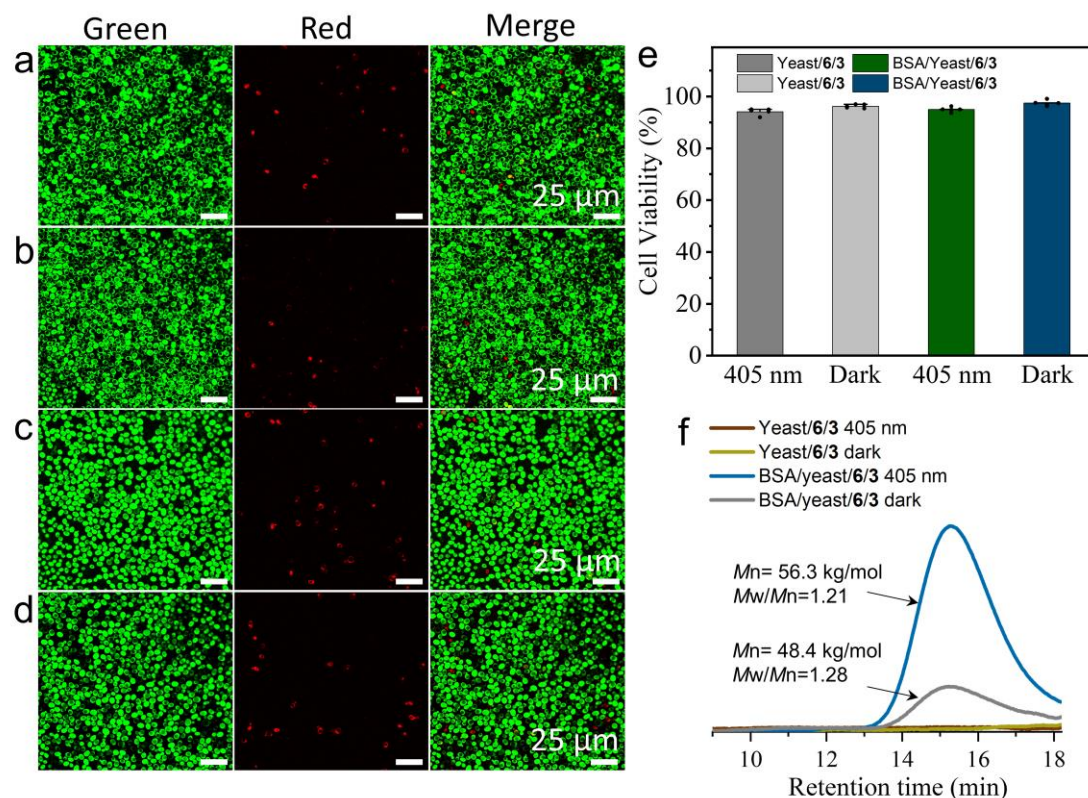 Green Red Merge
a
25 μm
b
25 μm
c
25 μm
d
25 μm
e
Yeast/6/3 BSA/Yeast/6/3
Yeast/6/3 BSA/Yeast/6/3
Cell Viability (%)
100
80
60
40
20
0
405 nm Dark 405 nm Dark
f
Yeast/6/3 405 nm
Yeast/6/3 dark
BSA/yeast/6/3 405 nm
BSA/yeast/6/3 dark
Mn= 56.3 kg/mol
Mw/Mn=1.21
Mn= 48.4 kg/mol
Mw/Mn=1.28
10 12 14 16 18
Retention time (min)